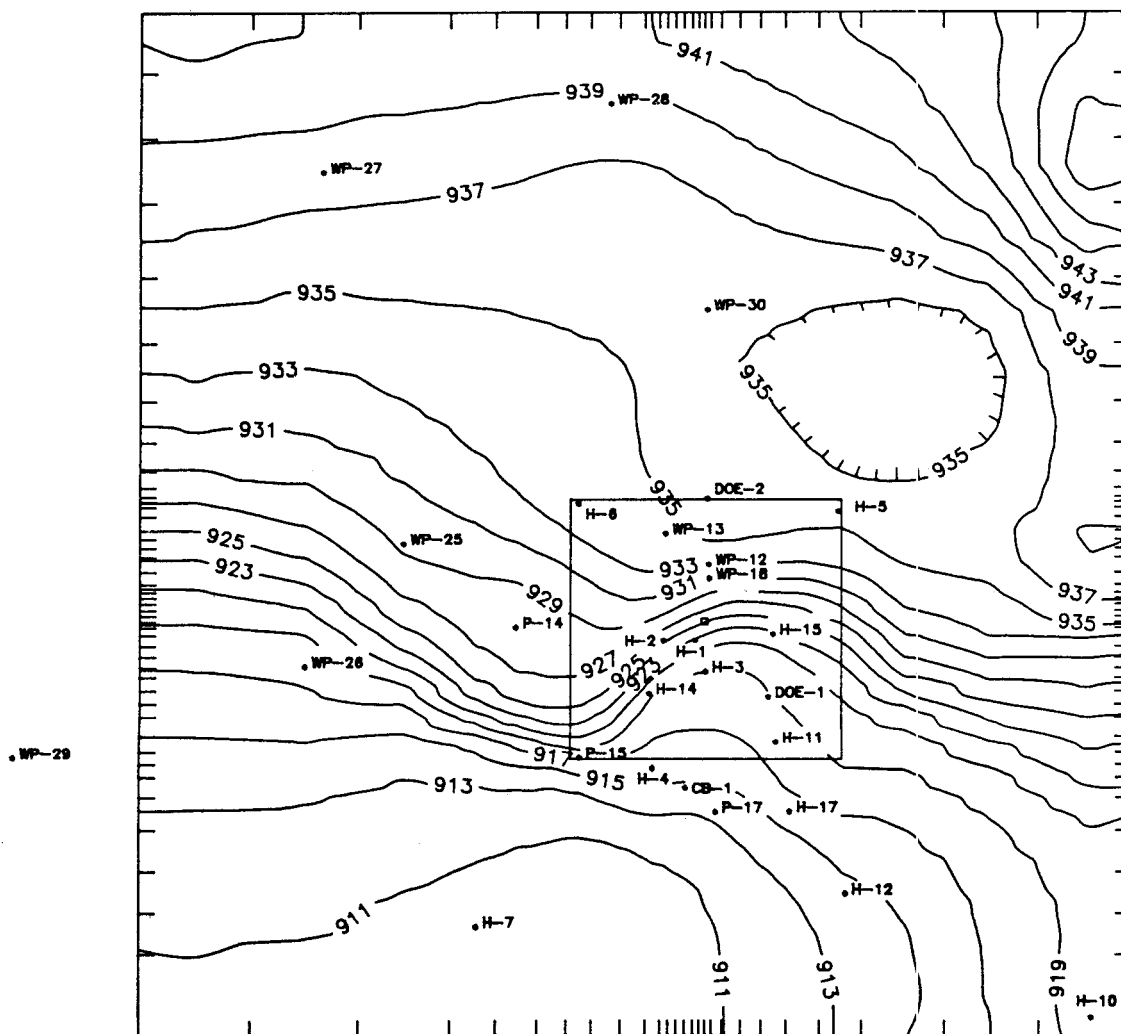 941
939
WP-28
WP-27
937
937
943
941
935
WP-30
939
933
935
931
935
935
DOE-2
H-6
H-5
WP-13
925
WP-25
933
WP-12
923
931
WP-18
937
929
935
P-14
H-2
H-1
H-15
WP-26
927
925
923
H-3
H-14
DOE-1
H-11
WP-29
917
P-15
915
H-4
913
CB-1
P-17
H-17
H-12
911
H-7
911
913
919
H-10